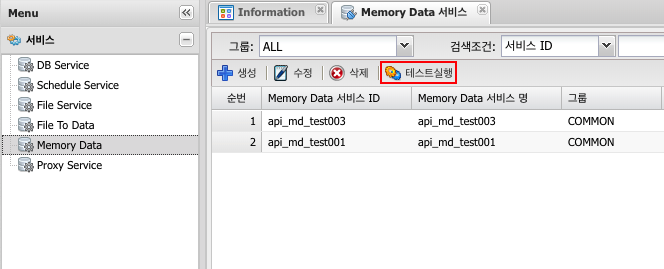 Menu
서비스
DB Service
Schedule Service
File Service
File To Data
Memory Data
Proxy Service
Information
Memory Data 서비스
그룹: ALL 검색조건: 서비스 ID
생성 수정 삭제 테스트실행
순번 Memory Data 서비스 ID Memory Data 서비스 명 그룹
1 api_md_test003 api_md_test003 COMMON
2 api_md_test001 api_md_test001 COMMON